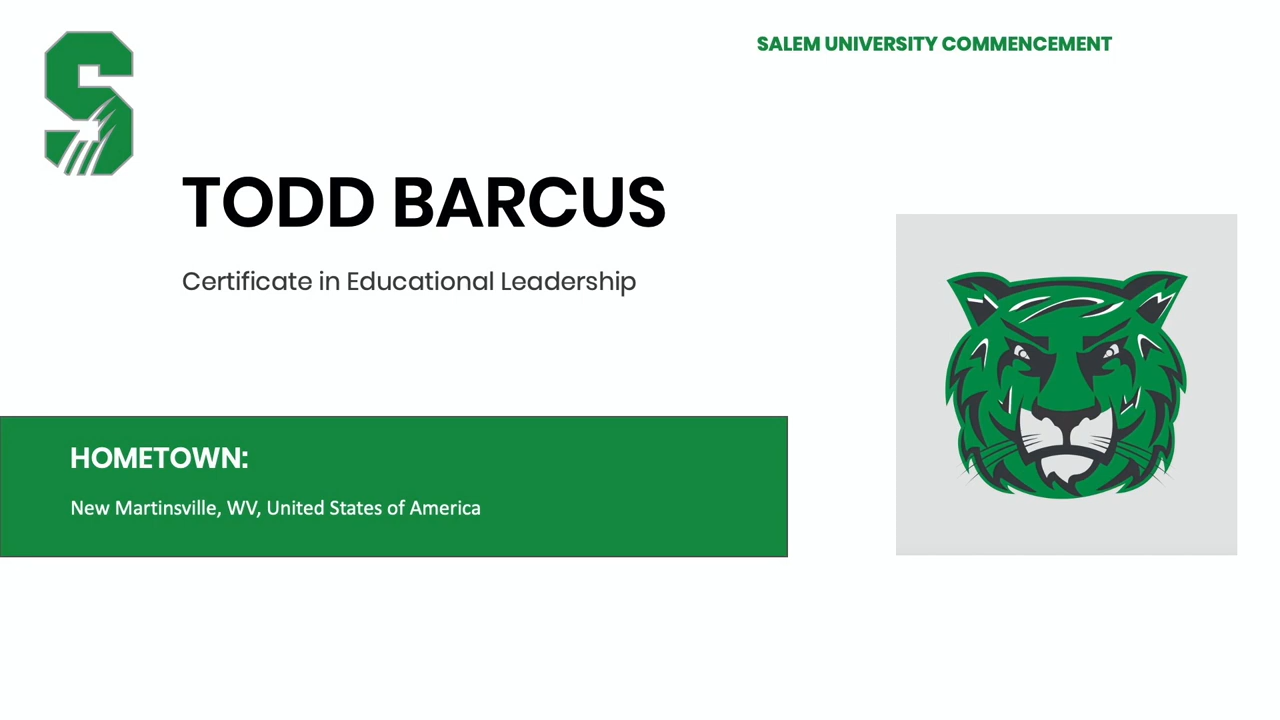 S
SALEM UNIVERSITY COMMENCEMENT
TODD BARCUS
Certificate in Educational Leadership
HOMETOWN:
New Martinsville, WV, United States of America